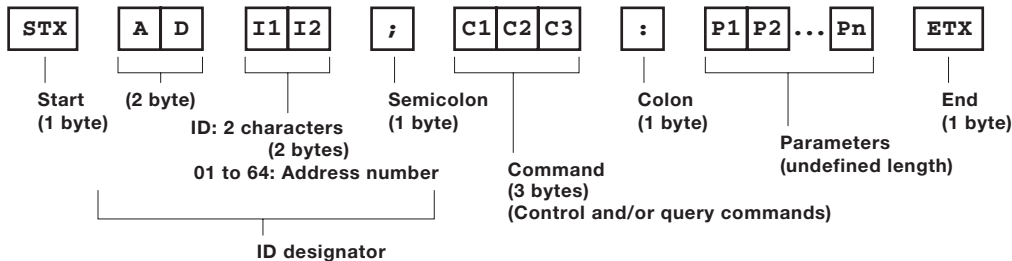 STX A D I1 I2 ; C1 C2 C3 : P1 P2 ... Pn ETX
Start
(1 byte)
(2 byte)
ID: 2 characters
(2 bytes)
01 to 64: Address number
ID designator
Semicolon
(1 byte)
Command
(3 bytes)
(Control and/or query commands)
Colon
(1 byte)
Parameters
(undefined length)
End
(1 byte)